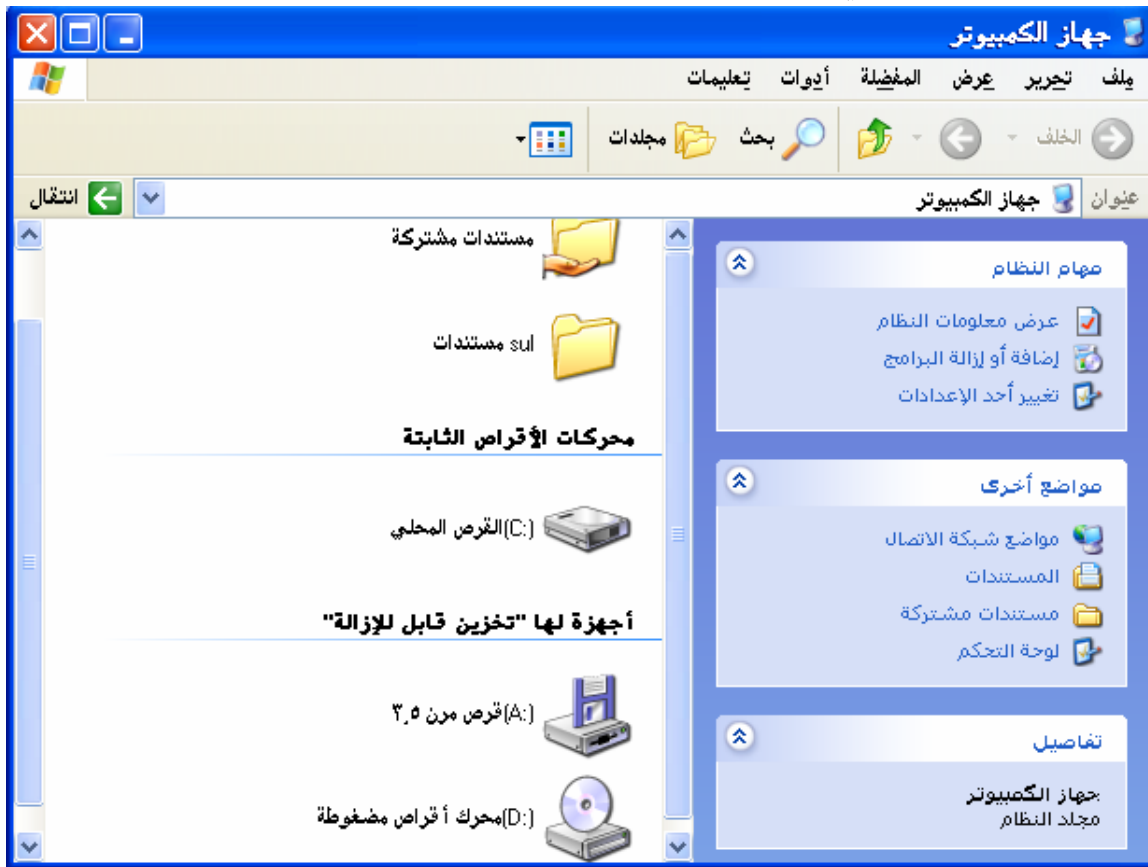 جهاز الكمبيوتر
ملف تحرير عرض المفضلة أدوات تعليمات
الخلف بحث مجلدات
عنوان جهاز الكمبيوتر انتقال
مهام النظام
عرض معلومات النظام
إضافة أو إزالة البرامج
تغيير أحد الإعدادات
مواضع أخرى
مواضع شبكة الاتصال
المستندات
مستندات مشتركة
لوحة التحكم
تفاصيل
جهاز الكمبيوتر
مجلد النظام
مستندات مشتركة
sul مستندات
محركات الأقراص الثابتة
(C:)القرص المحلي
أجهزة لها "تخزين قابل للإزالة"
(A:)قرص مرن ٣٫٥
(D:)محرك أقراص مضغوطة